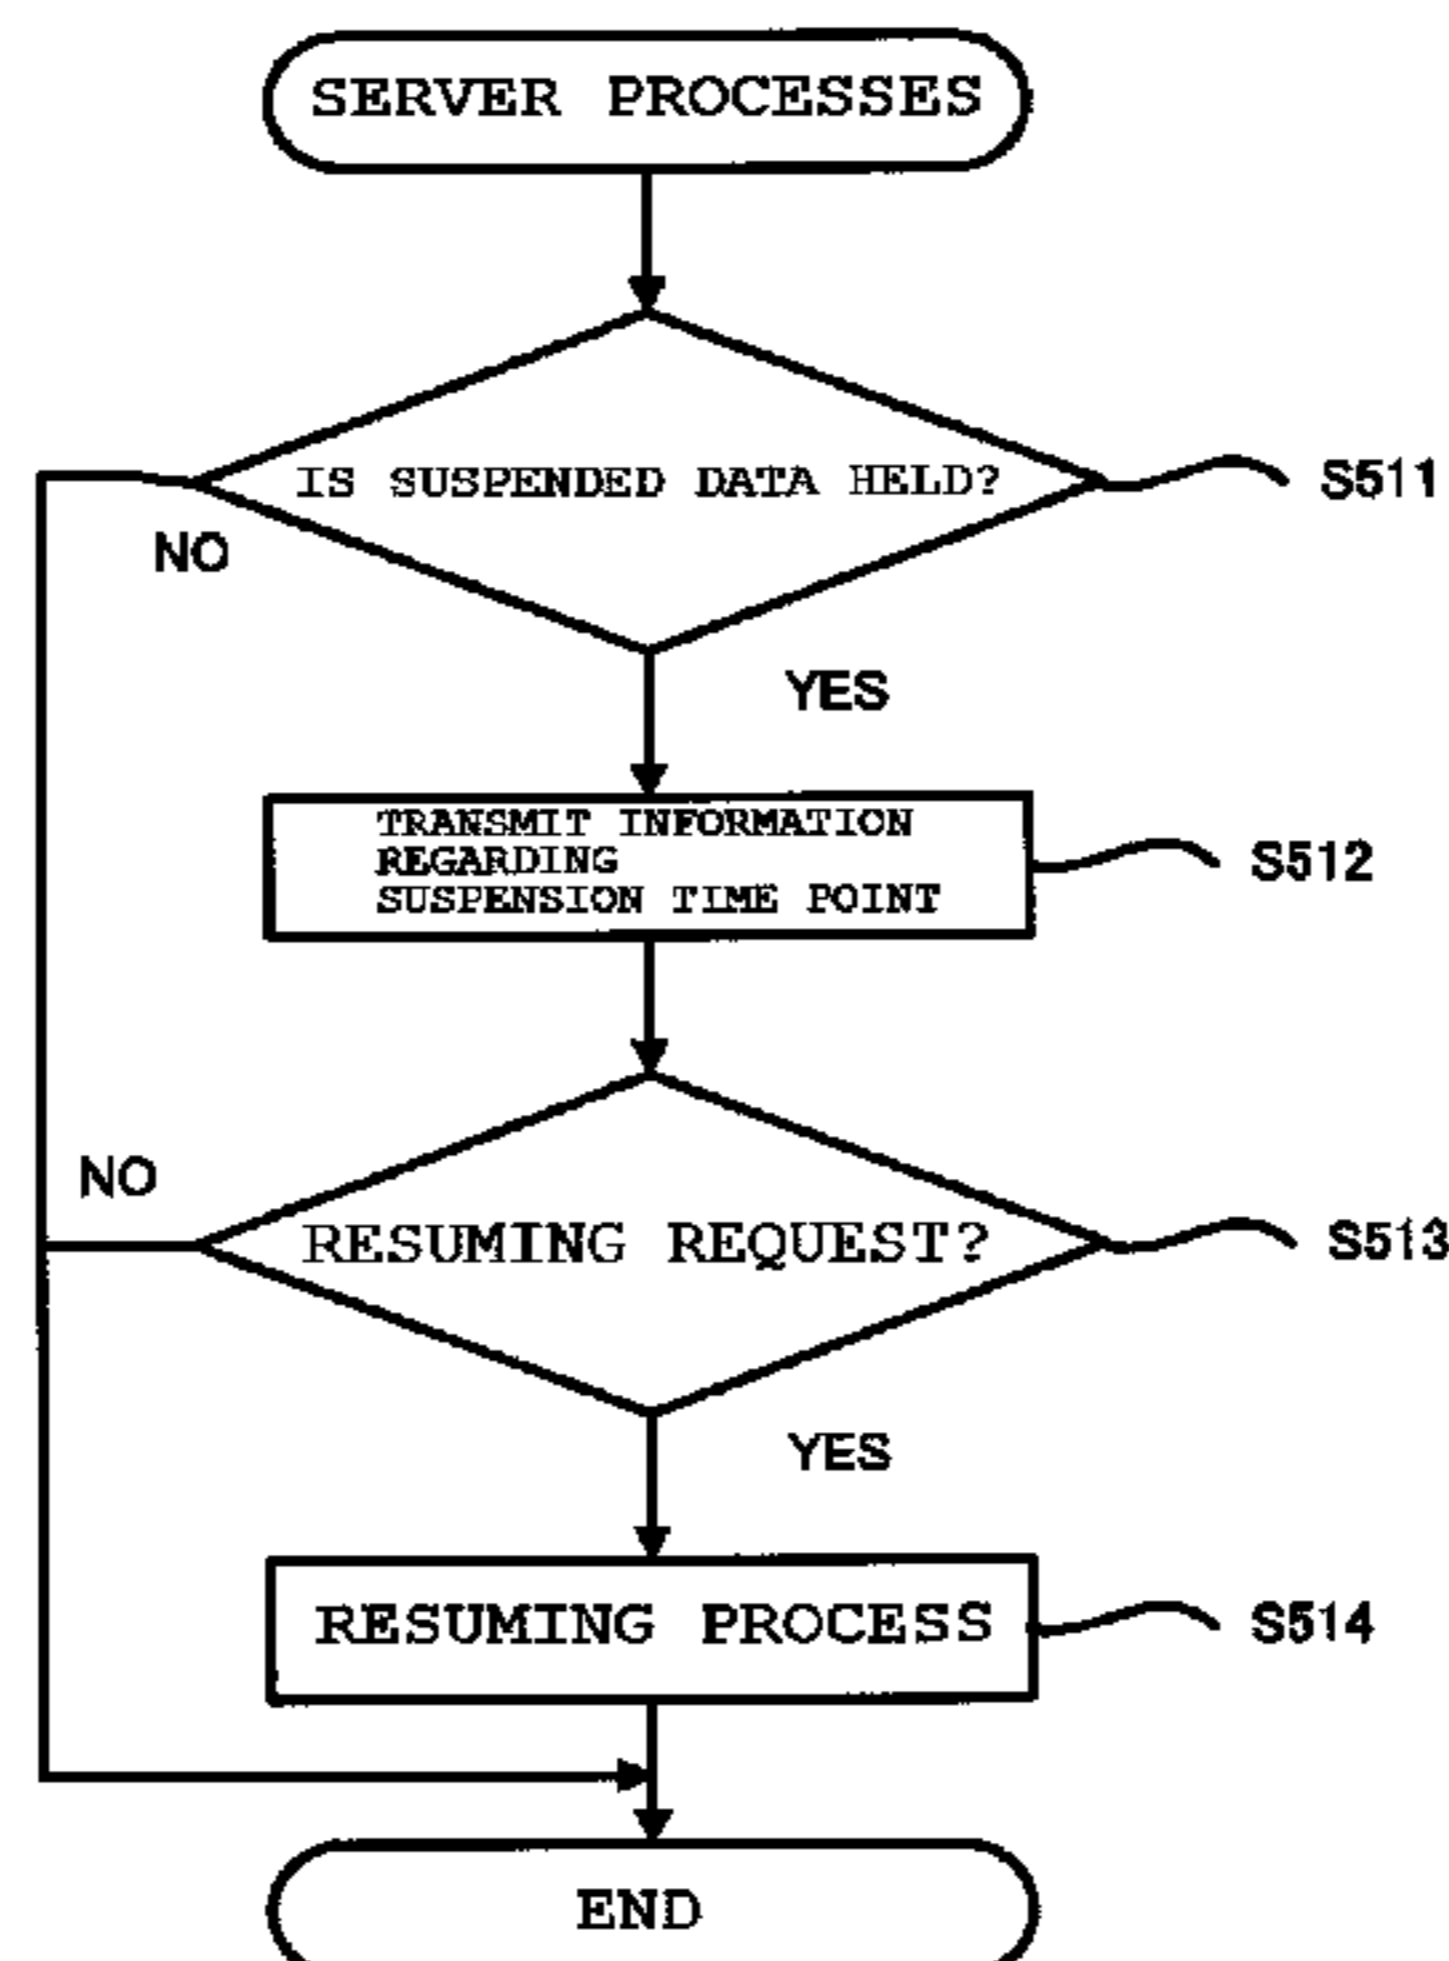 SERVER PROCESSES
IS SUSPENDED DATA HELD?
S511
NO
YES
TRANSMIT INFORMATION
REGARDING
SUSPENSION TIME POINT
S512
NO
RESUMING REQUEST?
S513
YES
RESUMING PROCESS
S514
END